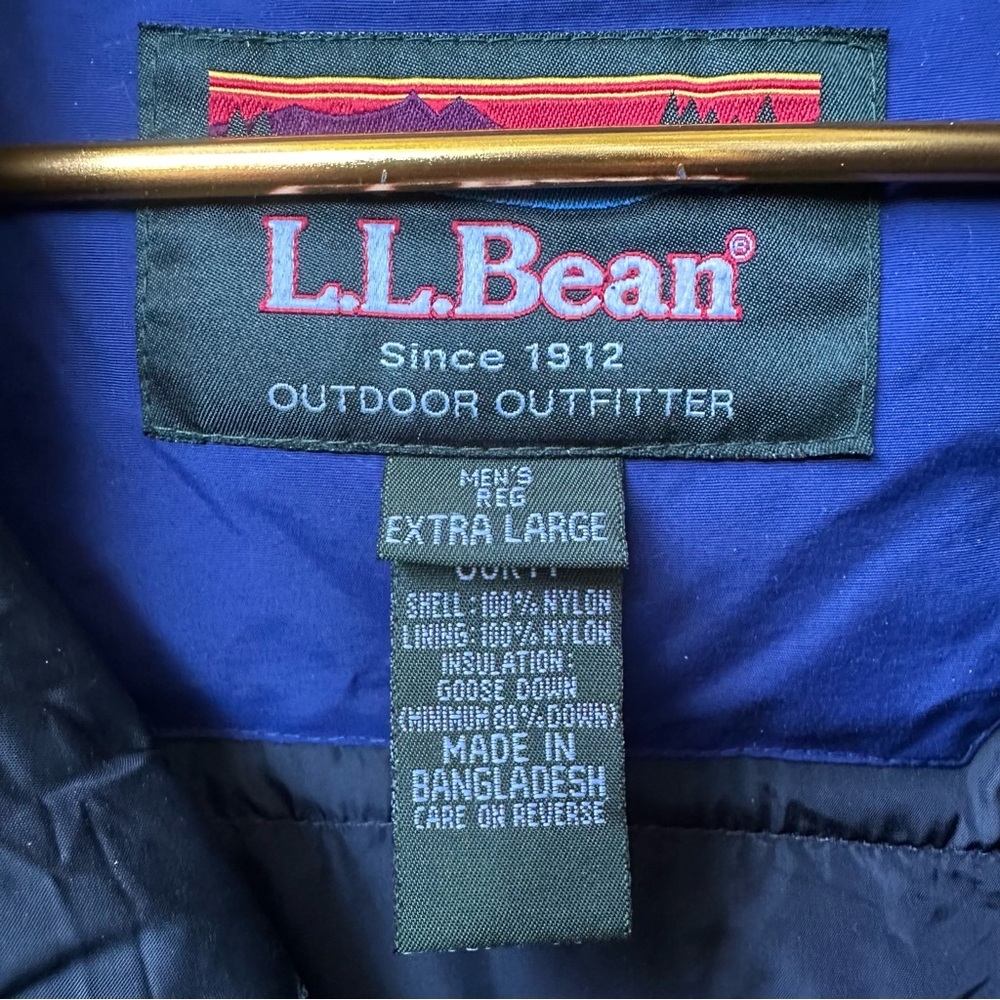 L.L.Bean®
Since 1912
OUTDOOR OUTFITTER
MEN'S
REG
EXTRA LARGE
SHELL: 100% NYLON
LINING: 100% NYLON
INSULATION:
GOOSE DOWN
(MINIMUM 80% DOWN)
MADE IN
BANGLADESH
CARE ON REVERSE